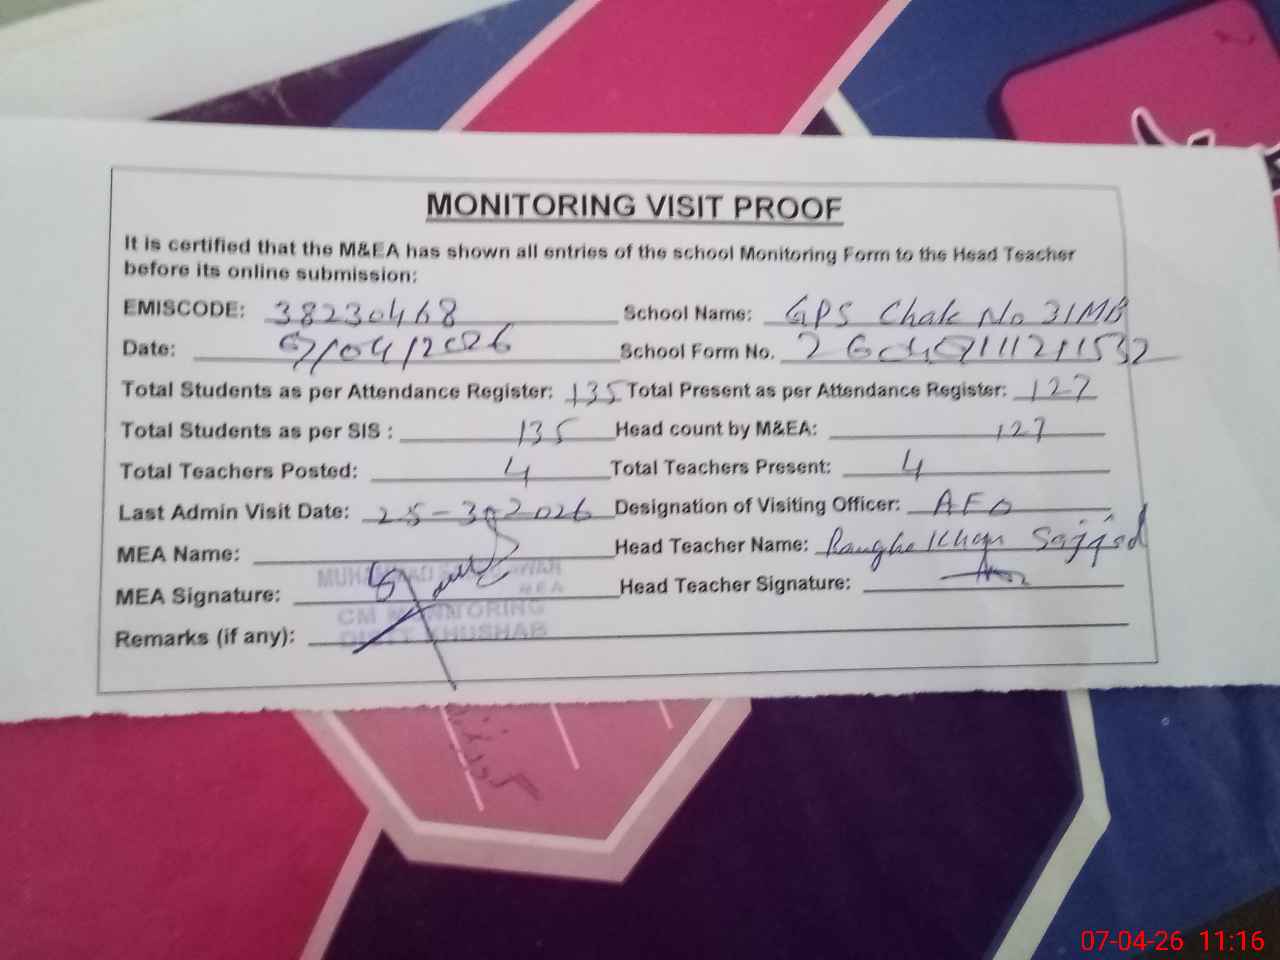 MONITORING VISIT PROOF
It is certified that the M&EA has shown all entries of the school Monitoring Form to the Head Teacher
before its online submission:
EMISCODE: 38230468 School Name: GPS Chak No 31MB
Date: /04/2026 School Form No.
Total Students as per Attendance Register: 135 Total Present as per Attendance Register: 127
Total Students as per SIS : 135 Head count by M&EA: 127
Total Teachers Posted: 4 Total Teachers Present: 4
Last Admin Visit Date: 25-3-2026 Designation of Visiting Officer: AEO
MEA Name: Head Teacher Name: Khan Sajjad
MUHAMMAD
MEA
MEA Signature: Head Teacher Signature:
CM MONITORING
Remarks (if any):
DISTT KHUSHAB
07-04-26 11:16